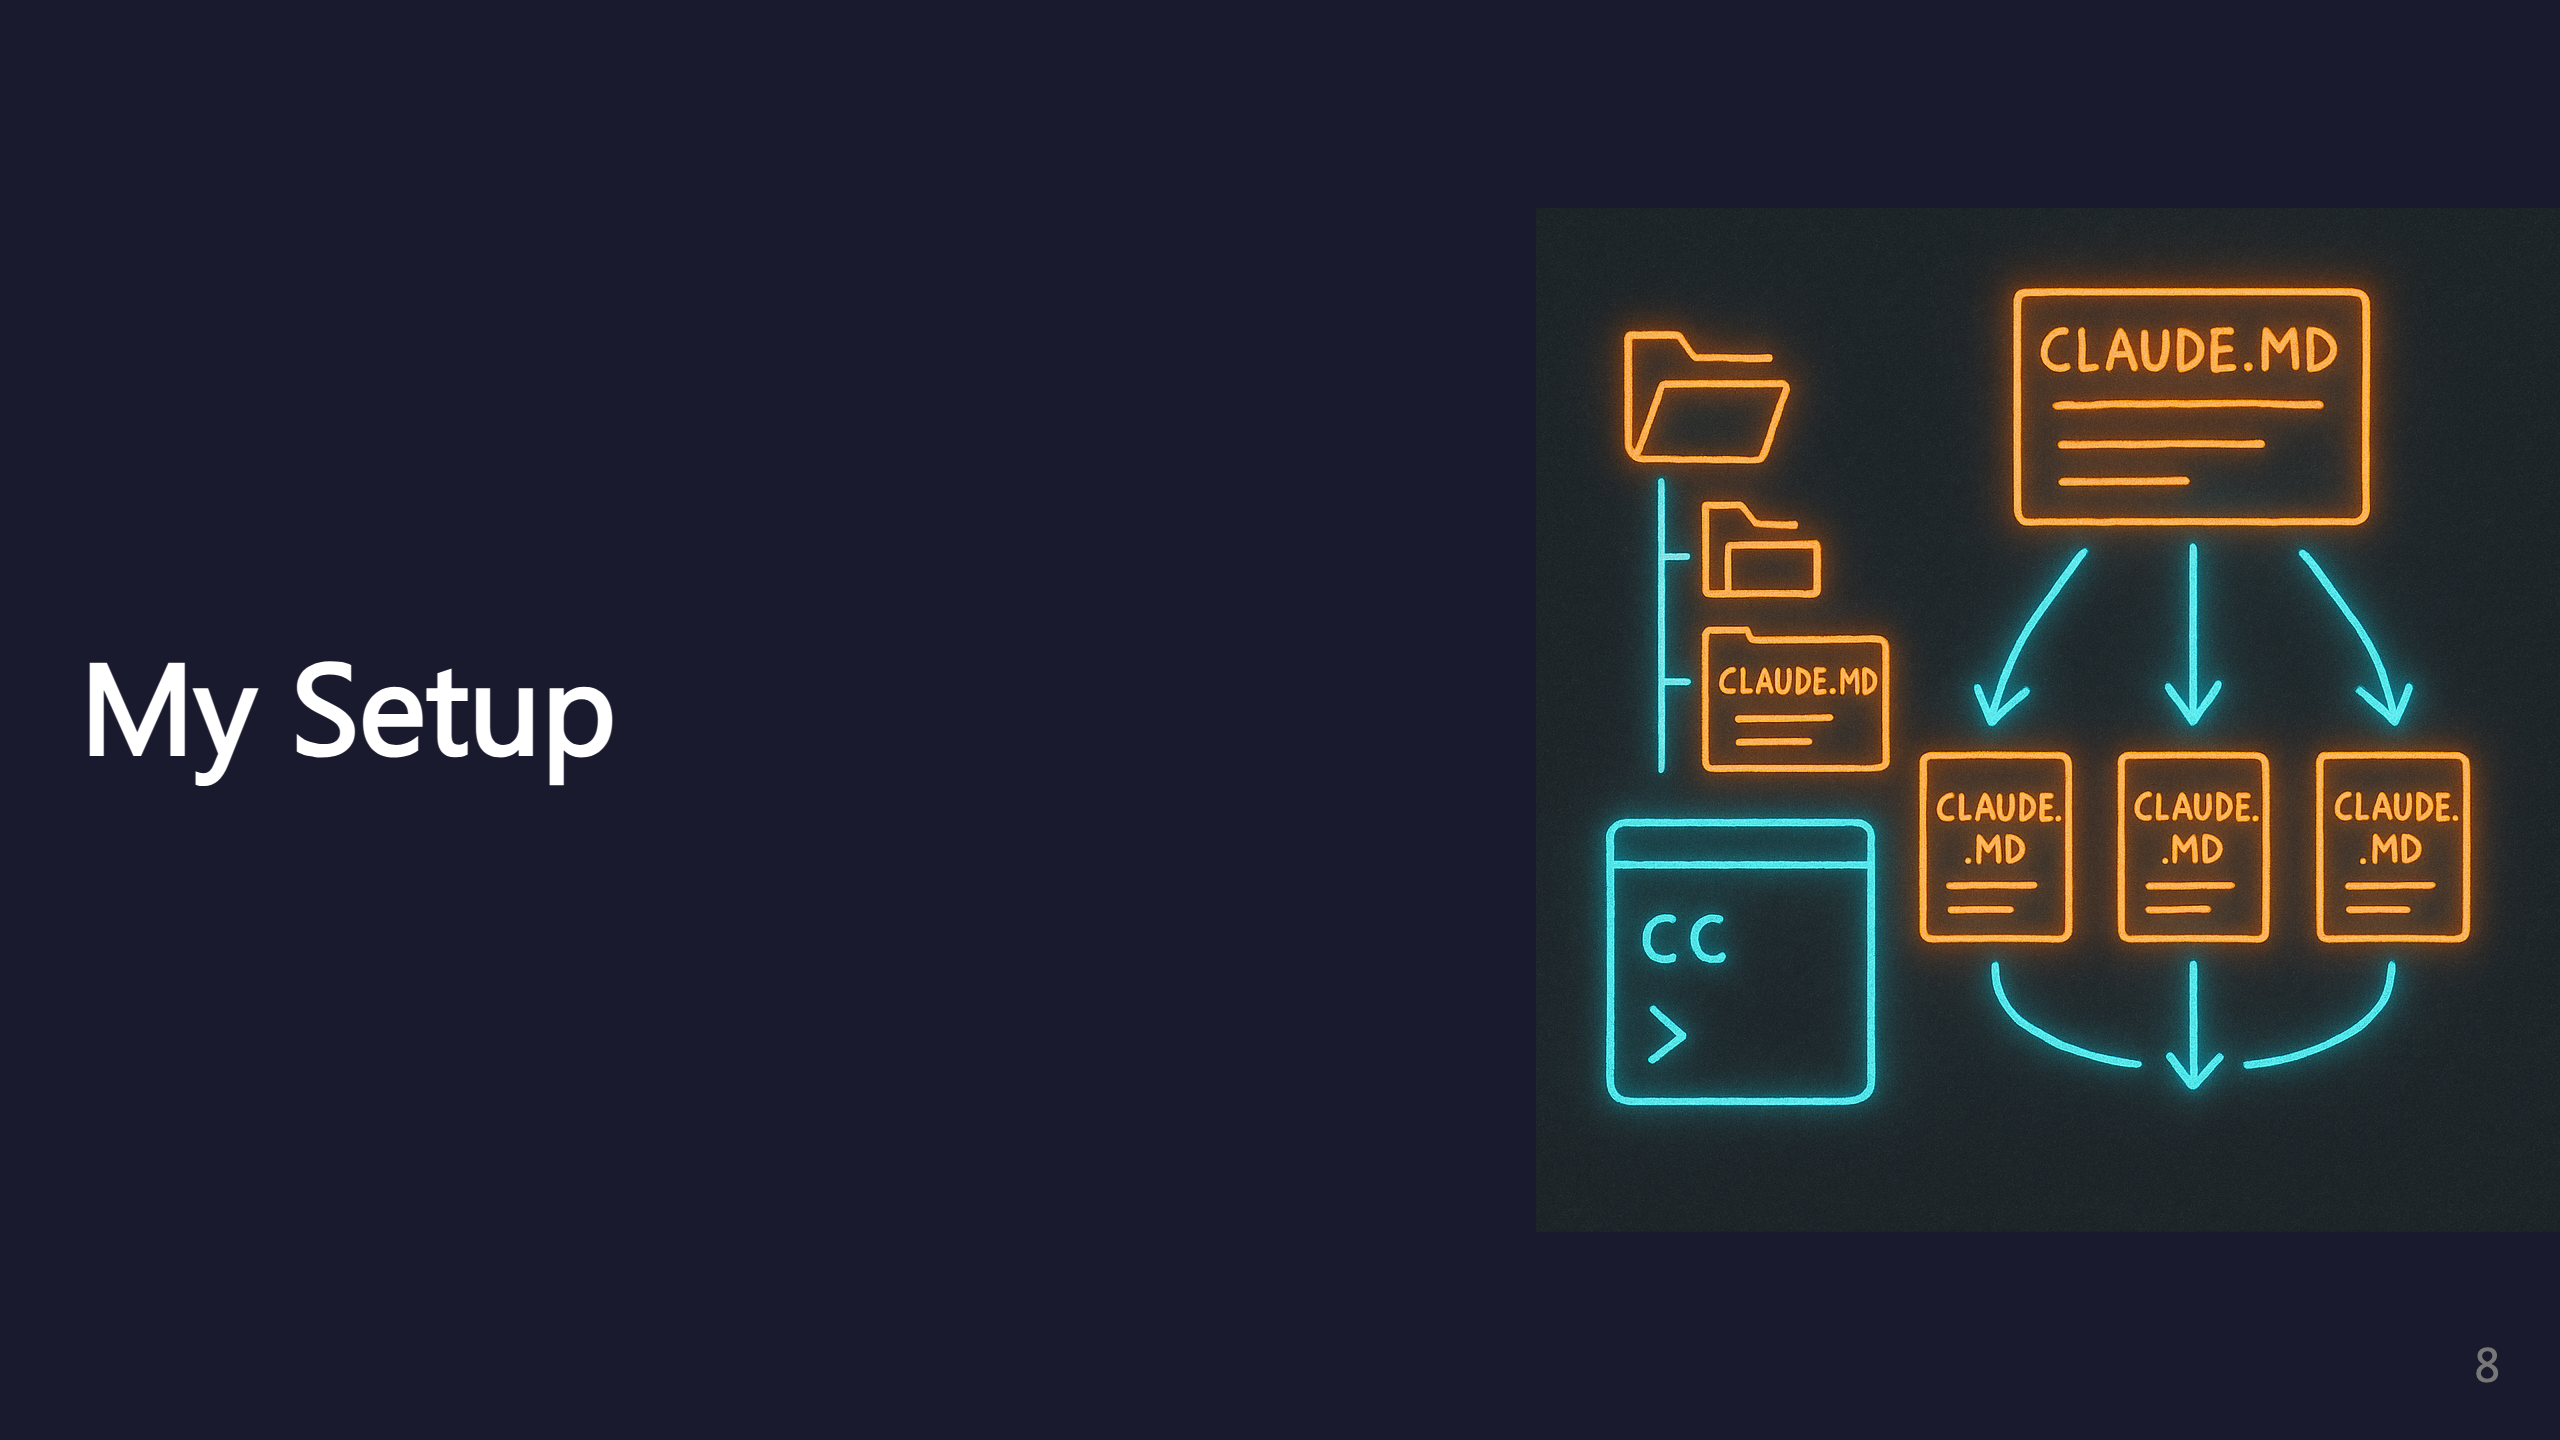 My Setup
CLAUDE.MD
CLAUDE.MD
CLAUDE.
.MD
CLAUDE.
.MD
CLAUDE.
.MD
CC
>
8